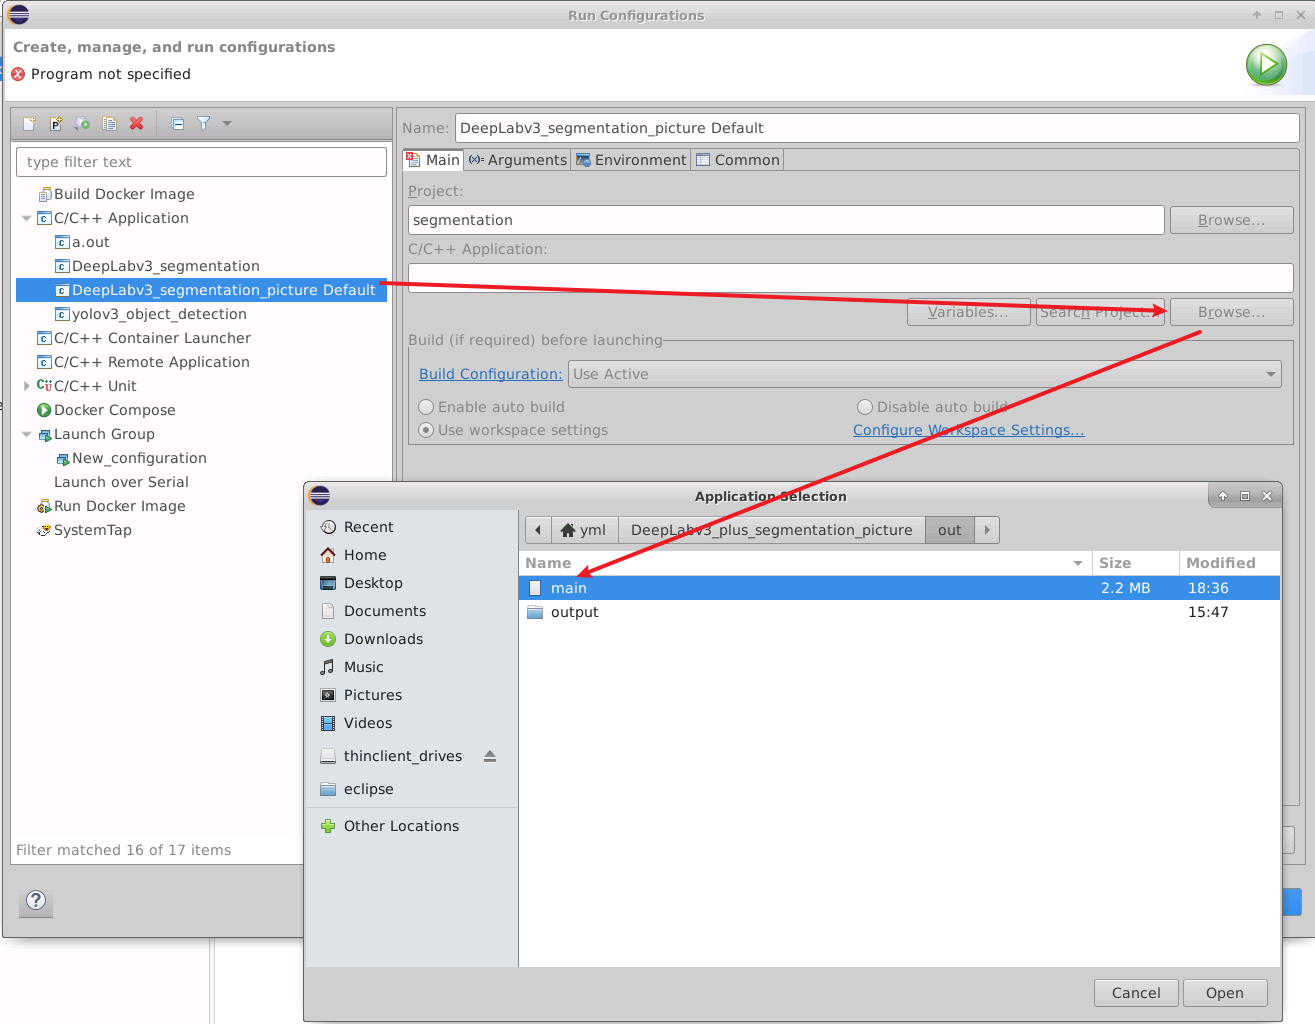 Run Configurations
Create, manage, and run configurations
Program not specified
type filter text
Build Docker Image
C/C++ Application
a.out
DeepLabv3_segmentation
DeepLabv3_segmentation_picture Default
yolov3_object_detection
C/C++ Container Launcher
C/C++ Remote Application
C/C++ Unit
Docker Compose
Launch Group
New_configuration
Launch over Serial
Run Docker Image
SystemTap
Filter matched 16 of 17 items
Name: DeepLabv3_segmentation_picture Default
Main Arguments Environment Common
Project:
segmentation Browse...
C/C++ Application:
Variables... Search Project... Browse...
Build (if required) before launching
Build Configuration: Use Active
Enable auto build Disable auto build
Use workspace settings Configure Workspace Settings...
Application Selection
Recent
Home
Desktop
Documents
Downloads
Music
Pictures
Videos
thinclient_drives
eclipse
Other Locations
yml DeepLabv3_plus_segmentation_picture out
Name Size Modified
main 2.2 MB 18:36
output 15:47
Cancel Open